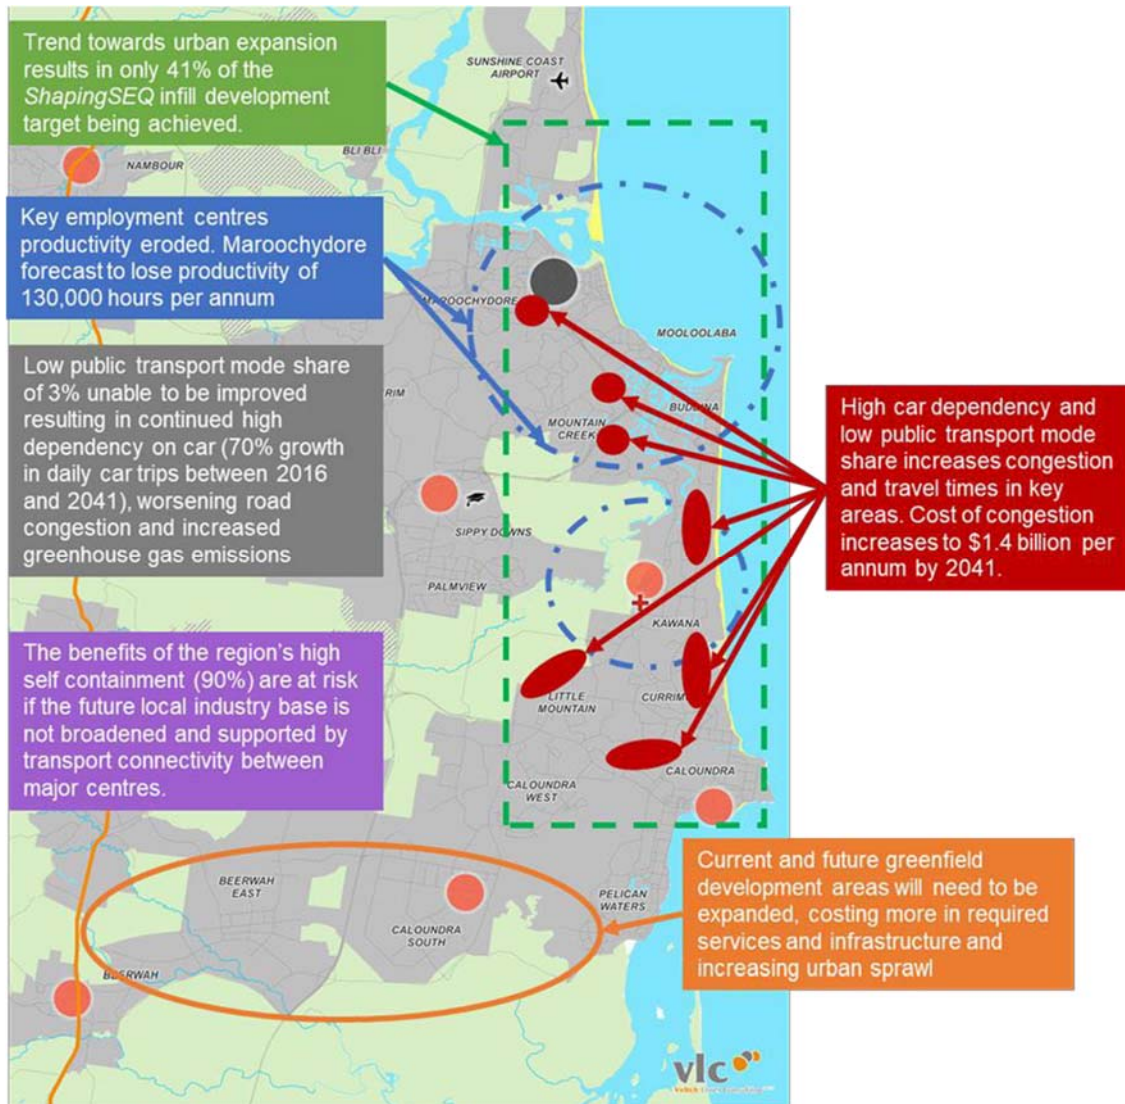 Trend towards urban expansion
results in only 41% of the
ShapingSEQ infill development
target being achieved.
SUNSHINE COAST
AIRPORT
BLI BLI
NAMBOUR
Key employment centres
productivity eroded. Maroochydore
forecast to lose productivity of
130,000 hours per annum
MAROOCHYDORE
MOOLOOLABA
Low public transport mode share
of 3% unable to be improved
resulting in continued high
dependency on car (70% growth
in daily car trips between 2016
and 2041), worsening road
congestion and increased
greenhouse gas emissions
RIM
BUDDINA
MOUNTAIN
CREEK
High car dependency and
low public transport mode
share increases congestion
and travel times in key
areas. Cost of congestion
increases to $1.4 billion per
annum by 2041.
SIPPY DOWNS
PALMVIEW
KAWANA
The benefits of the region's high
self containment (90%) are at risk
if the future local industry base is
not broadened and supported by
transport connectivity between
major centres.
LITTLE
MOUNTAIN
CURRIM
CALOUNDRA
CALOUNDRA
WEST
BEERWAH
EAST
CALOUNDRA
SOUTH
PELICAN
WATERS
Current and future greenfield
development areas will need to be
expanded, costing more in required
services and infrastructure and
increasing urban sprawl
BEERWAH
vlc